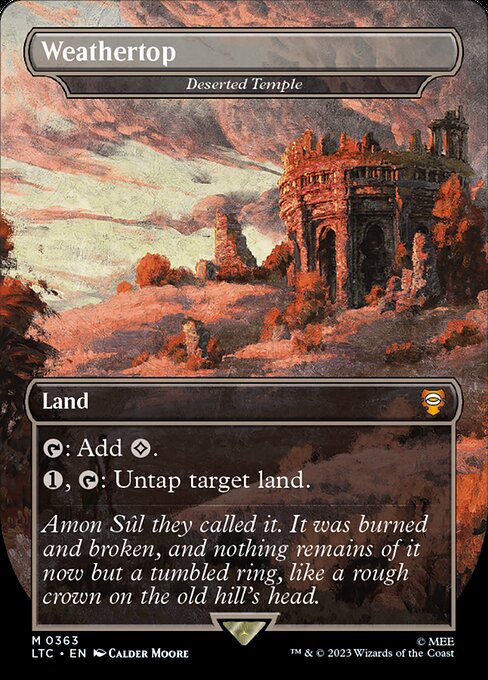 Weathertop
Deserted Temple
Land
: Add .
1, : Untap target land.
Amon Sûl they called it. It was burned
and broken, and nothing remains of it
now but a tumbled ring, like a rough
crown on the old hill's head.
M 0363
LTC • EN CALDER MOORE
© MEE
™ & © 2023 Wizards of the Coast